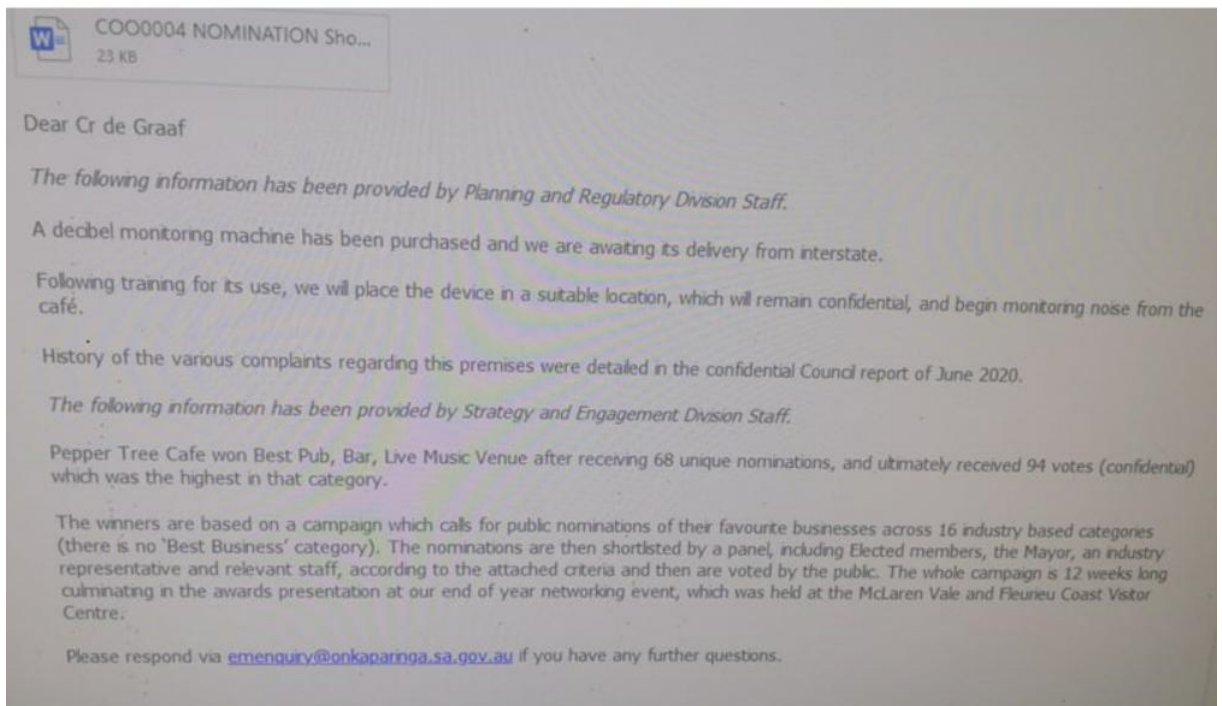 COO0004 NOMINATION Sho...
23 KB
Dear Cr de Graaf
The following information has been provided by Planning and Regulatory Division Staff.
A decibel monitoring machine has been purchased and we are awaiting its delivery from interstate.
Following training for its use, we will place the device in a suitable location, which will remain confidential, and begin monitoring noise from the
café.
History of the various complaints regarding this premises were detailed in the confidential Council report of June 2020.
The following information has been provided by Strategy and Engagement Division Staff.
Pepper Tree Cafe won Best Pub, Bar, Live Music Venue after receiving 68 unique nominations, and ultimately received 94 votes (confidential)
which was the highest in that category.
The winners are based on a campaign which calls for public nominations of their favourite businesses across 16 industry based categories
(there is no 'Best Business' category). The nominations are then shortlisted by a panel, including Elected members, the Mayor, an industry
representative and relevant staff, according to the attached criteria and then are voted by the public. The whole campaign is 12 weeks long
culminating in the awards presentation at our end of year networking event, which was held at the McLaren Vale and Fleurieu Coast Visitor
Centre.
Please respond via emenquiry@onkaparinga.sa.gov.au if you have any further questions.